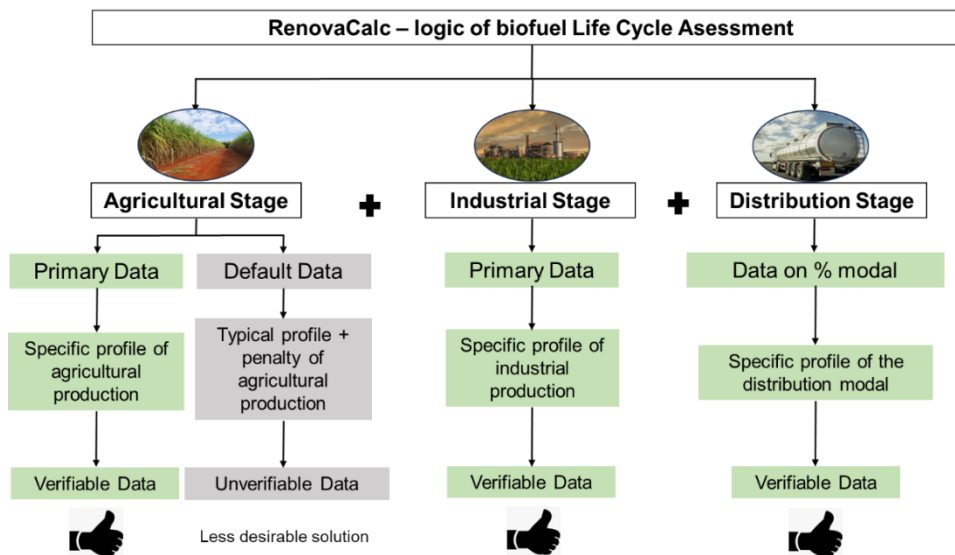 RenovaCalc – logic of biofuel Life Cycle Asessment
Agricultural Stage
+
Industrial Stage
+
Distribution Stage
Primary Data
Default Data
Primary Data
Data on % modal
Specific profile of
agricultural
production
Typical profile +
penalty of
agricultural
production
Specific profile of
industrial
production
Specific profile of the
distribution modal
Verifiable Data
Unverifiable Data
Verifiable Data
Verifiable Data
Less desirable solution